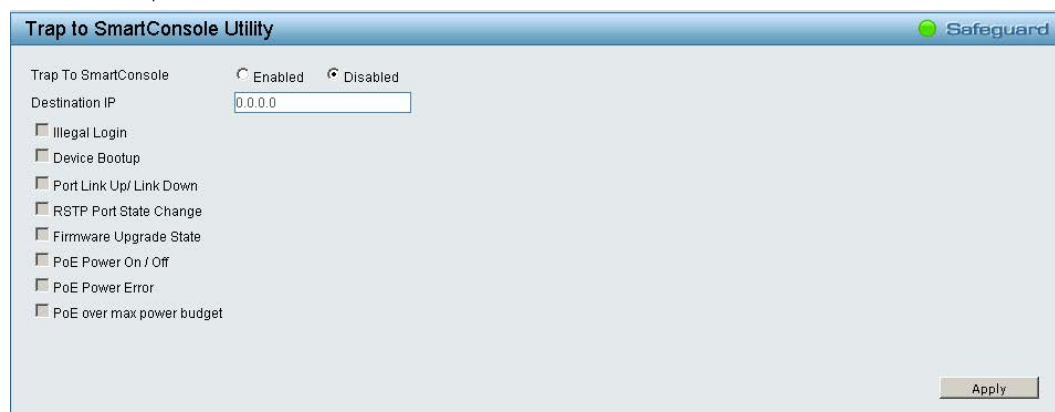 Trap to SmartConsole Utility
Safeguard
Trap To SmartConsole Enabled Disabled
Destination IP 0.0.0.0
Illegal Login
Device Bootup
Port Link Up/ Link Down
RSTP Port State Change
Firmware Upgrade State
PoE Power On / Off
PoE Power Error
PoE over max power budget
Apply